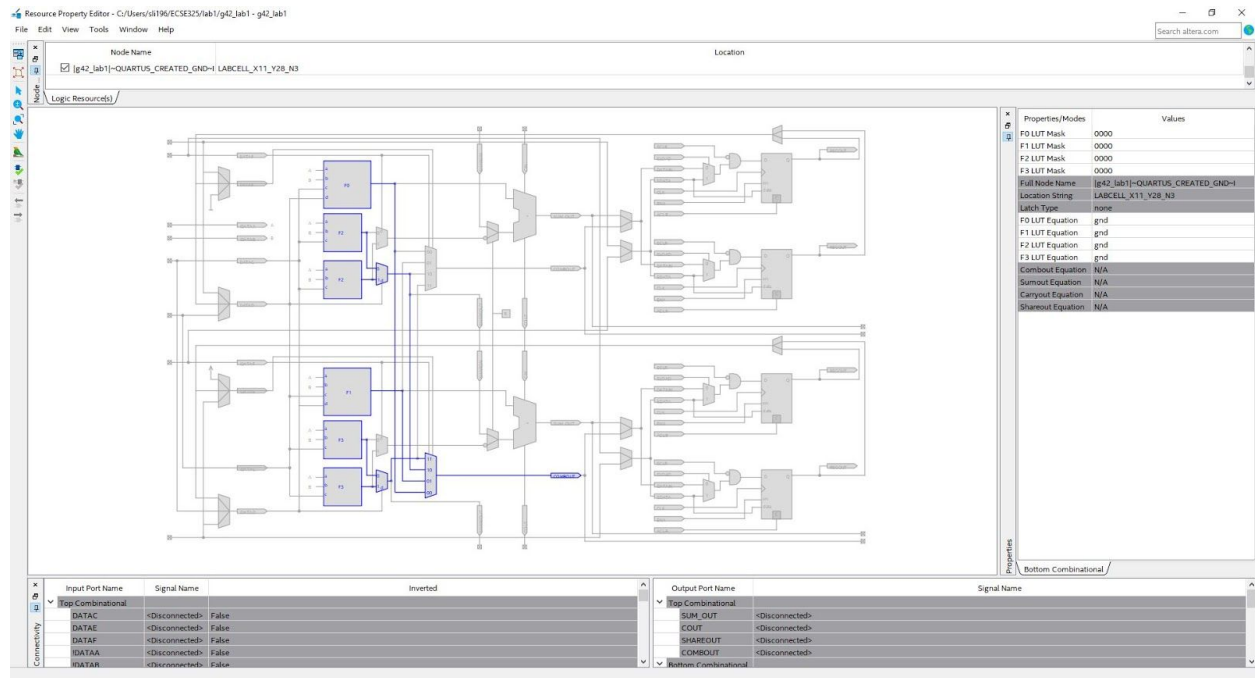 Resource Property Editor - C:/Users/sli196/ECSE325/lab1/g42_lab1 - g42_lab1
File Edit View Tools Window Help
Search altera.com
Node Name Location
|g42_lab1|~QUARTUS_CREATED_GND~I LABCELL_X11_Y28_N3
Node...
Logic Resource(s)
F0
F2
F2
F1
F3
F3
Properties/Modes Values
F0 LUT Mask 0000
F1 LUT Mask 0000
F2 LUT Mask 0000
F3 LUT Mask 0000
Full Node Name |g42_lab1|~QUARTUS_CREATED_GND~I
Location String LABCELL_X11_Y28_N3
Latch Type none
F0 LUT Equation gnd
F1 LUT Equation gnd
F2 LUT Equation gnd
F3 LUT Equation gnd
Combout Equation N/A
Sumout Equation N/A
Carryout Equation N/A
Shareout Equation N/A
Properties
Bottom Combinational
Connectivity
Input Port Name Signal Name Inverted
Top Combinational
DATAC <Disconnected> False
DATAE <Disconnected> False
DATAF <Disconnected> False
!DATAA <Disconnected> False
!DATAB <Disconnected> False
Output Port Name Signal Name
Top Combinational
SUM_OUT <Disconnected>
COUT <Disconnected>
SHAREOUT <Disconnected>
COMBOUT <Disconnected>
Bottom Combinational